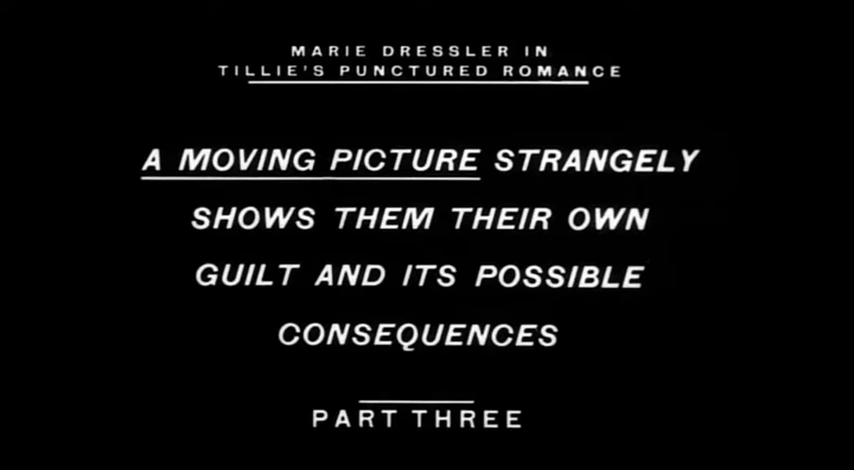 MARIE DRESSLER IN
TILLIE'S PUNCTURED ROMANCE
A MOVING PICTURE STRANGELY
SHOWS THEM THEIR OWN
GUILT AND ITS POSSIBLE
CONSEQUENCES
PART THREE